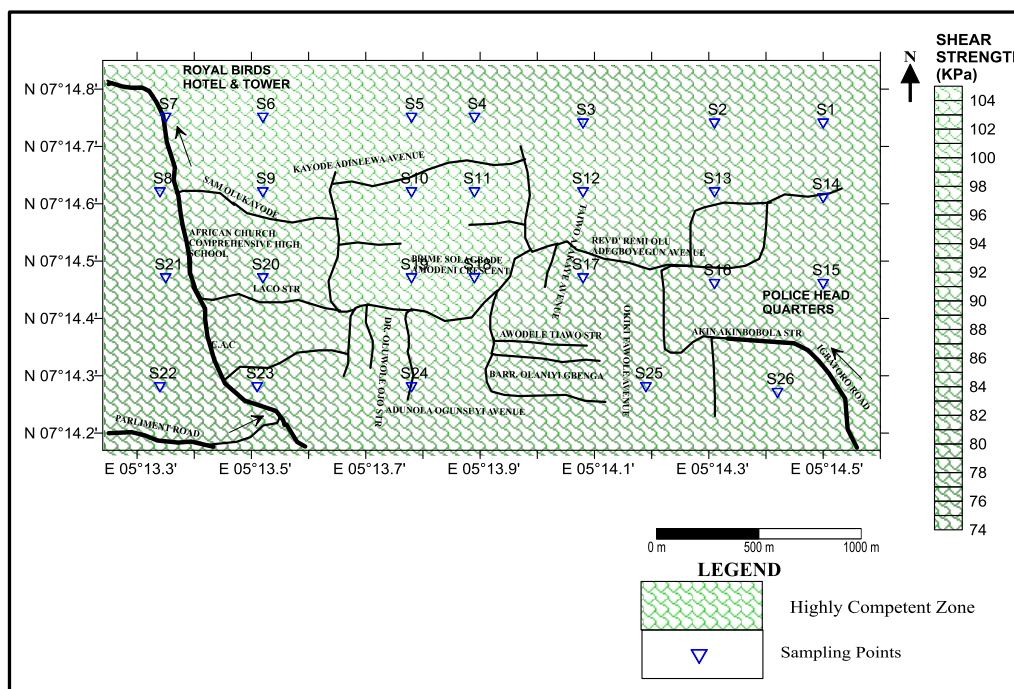 ROYAL BIRDS
HOTEL & TOWER
N
SHEAR
STRENGTH
(KPa)
104
102
100
98
96
94
92
90
88
86
84
82
80
78
76
74
N 07°14.8'
N 07°14.7'
N 07°14.6'
N 07°14.5'
N 07°14.4'
N 07°14.3'
N 07°14.2'
S7
S6
S5
S4
S3
S2
S1
KAYODE ADINLEWA AVENUE
S8
S9
S10
S11
S12
S13
S14
SAM OLUKAYODE
AFRICAN CHURCH
COMPREHENSIVE HIGH
SCHOOL
REVD' REMI OLU
ADEGBOYEGUN AVENUE
AMODENI CRESCENT
S21
S20
S19
S18
S17
S16
S15
LACO STR
POLICE HEAD
QUARTERS
C.A.C
DR. OLUWOLE OJO STR
AWODELE TIAWO STR
AKIN AKINBOBOLA STR
IGBATORO ROAD
BARR. OLANIYI GBENGA
S22
S23
S24
S25
S26
ADUNOLA OGUNSUYI AVENUE
PARLIMENT ROAD
E 05°13.3'
E 05°13.5'
E 05°13.7'
E 05°13.9'
E 05°14.1'
E 05°14.3'
E 05°14.5'
0 m
500 m
1000 m
LEGEND
Highly Competent Zone
Sampling Points